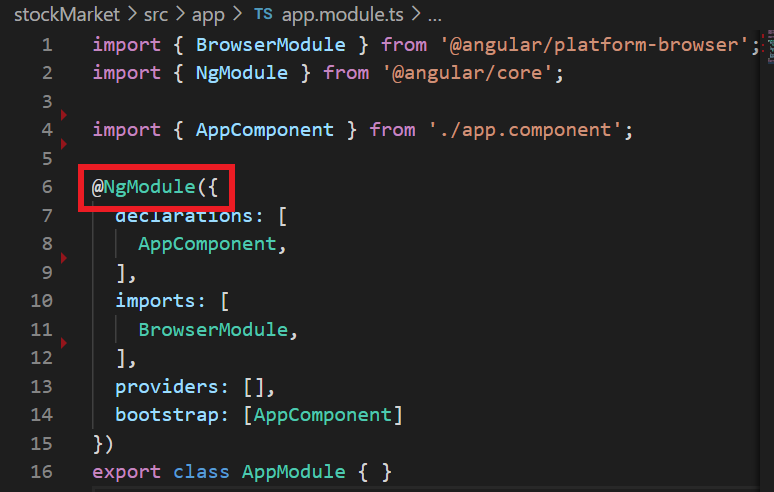 stockMarket > src > app > TS app.module.ts > ...
1 import { BrowserModule } from '@angular/platform-browser';
2 import { NgModule } from '@angular/core';
3
4 import { AppComponent } from './app.component';
5
6 @NgModule({
7   declarations: [
8     AppComponent,
9   ],
10   imports: [
11     BrowserModule,
12   ],
13   providers: [],
14   bootstrap: [AppComponent]
15 })
16 export class AppModule { }